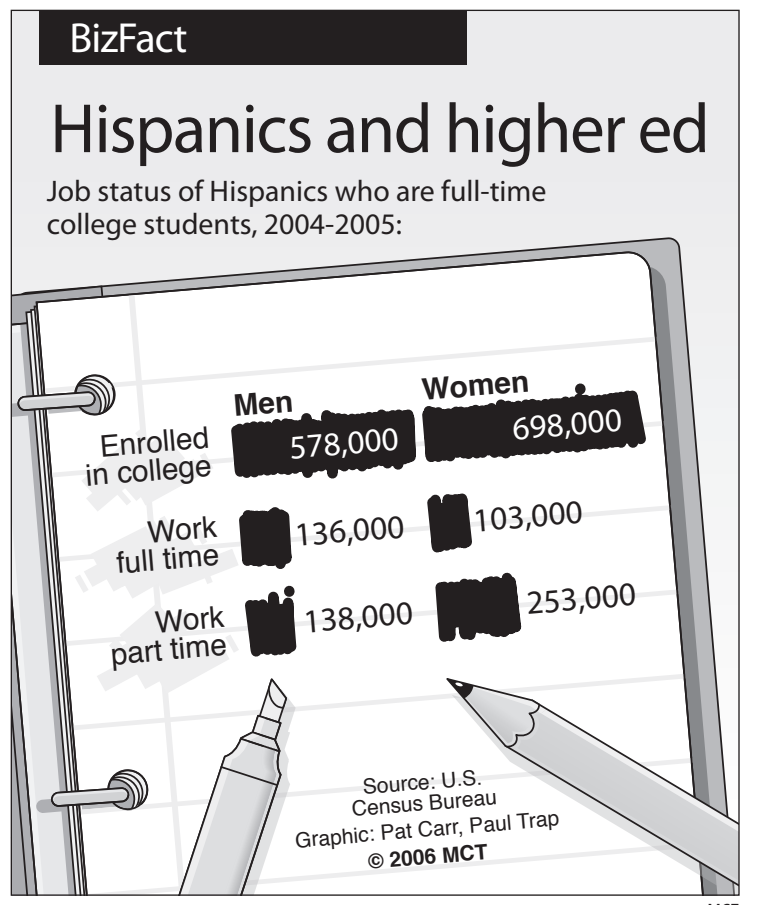 BizFact
Hispanics and higher ed
Job status of Hispanics who are full-time
college students, 2004-2005:
Men Women
Enrolled
in college 578,000 698,000
Work
full time 136,000 103,000
Work
part time 138,000 253,000
Source: U.S.
Census Bureau
Graphic: Pat Carr, Paul Trap
© 2006 MCT